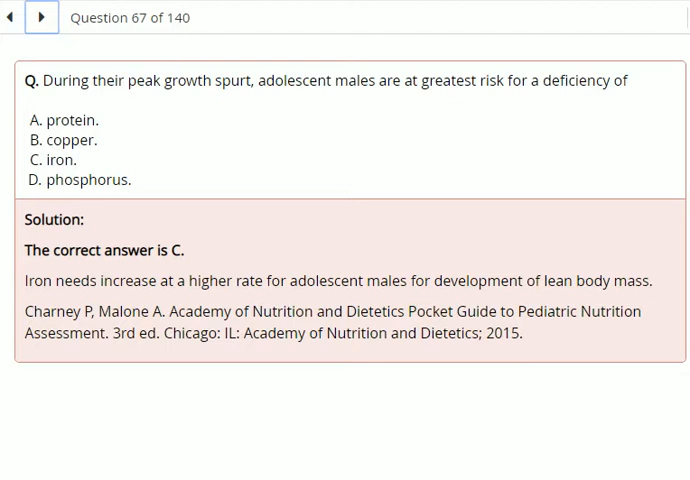 Question 67 of 140
Q. During their peak growth spurt, adolescent males are at greatest risk for a deficiency of
A. protein.
B. copper.
C. iron.
D. phosphorus.
Solution:
The correct answer is C.
Iron needs increase at a higher rate for adolescent males for development of lean body mass.
Charney P, Malone A. Academy of Nutrition and Dietetics Pocket Guide to Pediatric Nutrition
Assessment. 3rd ed. Chicago: IL: Academy of Nutrition and Dietetics; 2015.